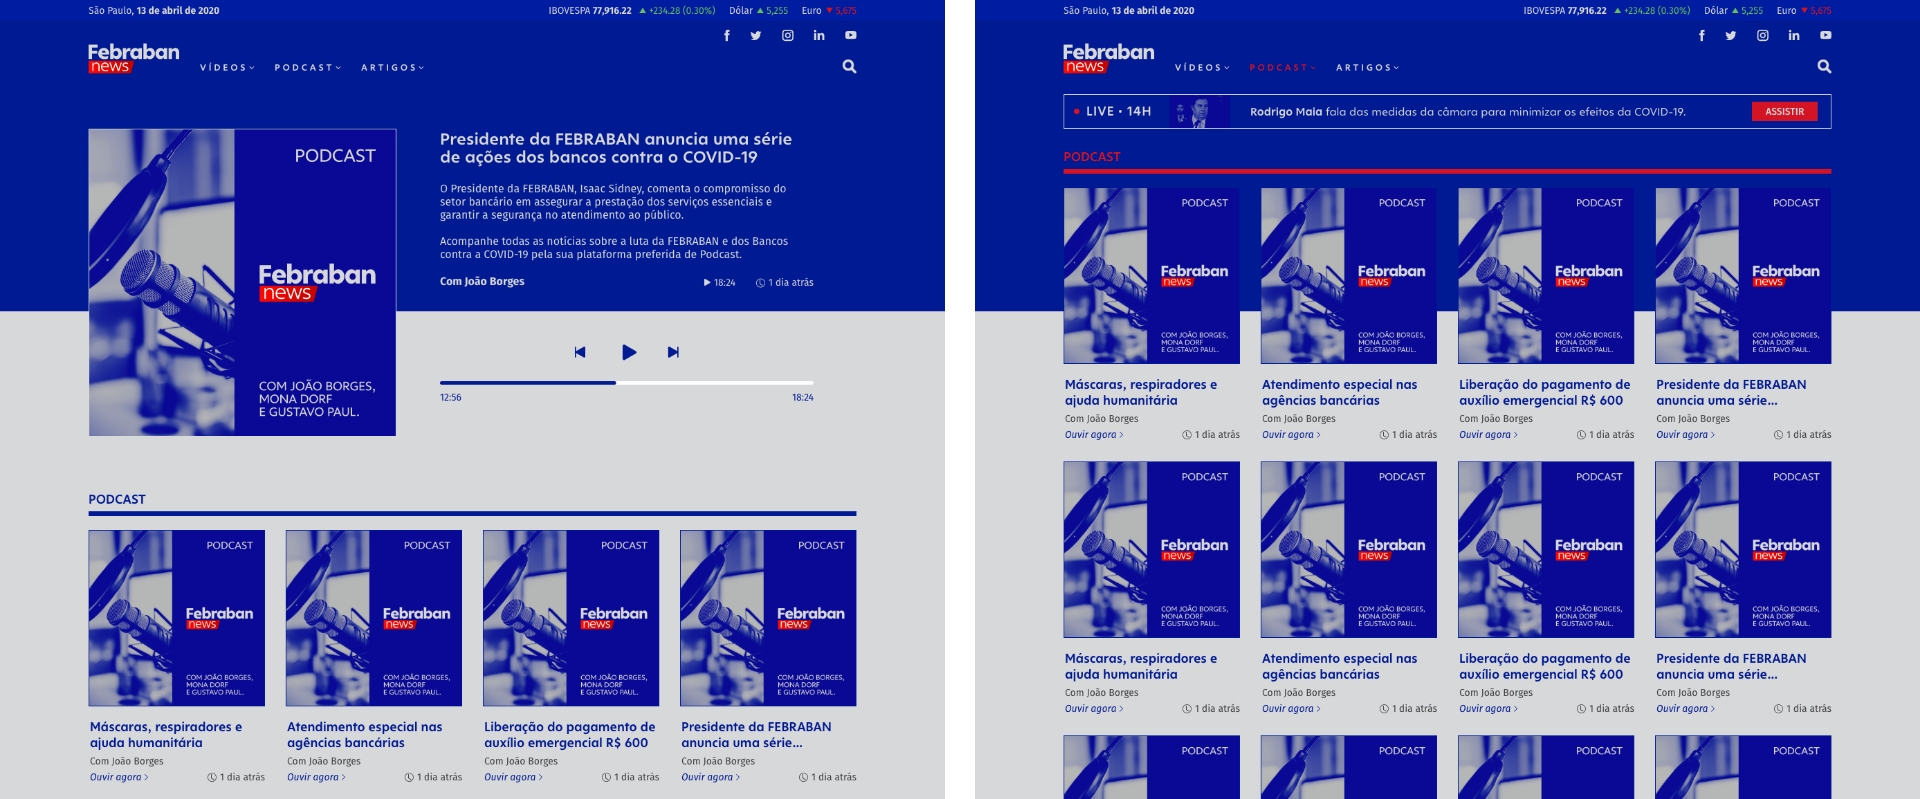 São Paulo, 13 de abril de 2020
IBOVESPA 77,916.22 ▲ +234.28 (0.30%) Dólar ▲ 5,255 Euro ▼ 5,675
Febraban
news
VÍDEOS PODCAST ARTIGOS
PODCAST
Febraban
news
COM JOÃO BORGES,
MONA DORF
E GUSTAVO PAUL.
Presidente da FEBRABAN anuncia uma série
de ações dos bancos contra o COVID-19
O Presidente da FEBRABAN, Isaac Sidney, comenta o compromisso do
setor bancário em assegurar a prestação dos serviços essenciais e
garantir a segurança no atendimento ao público.
Acompanhe todas as notícias sobre a luta da FEBRABAN e dos Bancos
contra a COVID-19 pela sua plataforma preferida de Podcast.
Com João Borges 18:24 1 dia atrás
12:56 18:24
PODCAST
PODCAST PODCAST PODCAST PODCAST
Febraban Febraban Febraban Febraban
news news news news
COM JOÃO BORGES, COM JOÃO BORGES, COM JOÃO BORGES, COM JOÃO BORGES,
MONA DORF MONA DORF MONA DORF MONA DORF
E GUSTAVO PAUL. E GUSTAVO PAUL. E GUSTAVO PAUL. E GUSTAVO PAUL.
Máscaras, respiradores e Atendimento especial nas Liberação do pagamento de Presidente da FEBRABAN
ajuda humanitária agências bancárias auxílio emergencial R$ 600 anuncia uma série...
Com João Borges Com João Borges Com João Borges Com João Borges
Ouvir agora > 1 dia atrás Ouvir agora > 1 dia atrás Ouvir agora > 1 dia atrás Ouvir agora > 1 dia atrás
São Paulo, 13 de abril de 2020
IBOVESPA 77,916.22 ▲ +234.28 (0.30%) Dólar ▲ 5,255 Euro ▼ 5,675
Febraban
news
VÍDEOS PODCAST ARTIGOS
LIVE • 14H Rodrigo Maia fala das medidas da câmara para minimizar os efeitos da COVID-19. ASSISTIR
PODCAST
PODCAST PODCAST PODCAST PODCAST
Febraban Febraban Febraban Febraban
news news news news
COM JOÃO BORGES, COM JOÃO BORGES, COM JOÃO BORGES, COM JOÃO BORGES,
MONA DORF MONA DORF MONA DORF MONA DORF
E GUSTAVO PAUL. E GUSTAVO PAUL. E GUSTAVO PAUL. E GUSTAVO PAUL.
Máscaras, respiradores e Atendimento especial nas Liberação do pagamento de Presidente da FEBRABAN
ajuda humanitária agências bancárias auxílio emergencial R$ 600 anuncia uma série...
Com João Borges Com João Borges Com João Borges Com João Borges
Ouvir agora > 1 dia atrás Ouvir agora > 1 dia atrás Ouvir agora > 1 dia atrás Ouvir agora > 1 dia atrás
PODCAST PODCAST PODCAST PODCAST
Febraban Febraban Febraban Febraban
news news news news
COM JOÃO BORGES, COM JOÃO BORGES, COM JOÃO BORGES, COM JOÃO BORGES,
MONA DORF MONA DORF MONA DORF MONA DORF
E GUSTAVO PAUL. E GUSTAVO PAUL. E GUSTAVO PAUL. E GUSTAVO PAUL.
Máscaras, respiradores e Atendimento especial nas Liberação do pagamento de Presidente da FEBRABAN
ajuda humanitária agências bancárias auxílio emergencial R$ 600 anuncia uma série...
Com João Borges Com João Borges Com João Borges Com João Borges
Ouvir agora > 1 dia atrás Ouvir agora > 1 dia atrás Ouvir agora > 1 dia atrás Ouvir agora > 1 dia atrás
PODCAST PODCAST PODCAST PODCAST